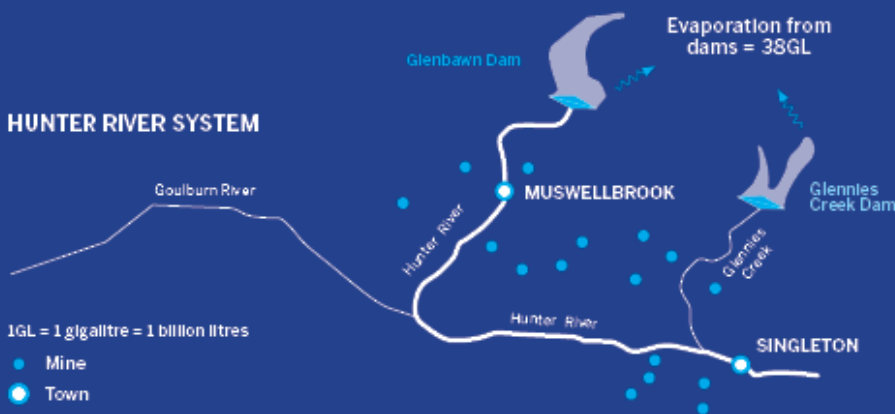 Evaporation from
dams = 38GL
Glenbawn Dam
HUNTER RIVER SYSTEM
Goulburn River
MUSWELLBROOK
Glennies
Creek Dam
Hunter River
Glennies
Creek
Hunter River
1GL = 1 gigalitre = 1 billion litres
SINGLETON
Mine
Town